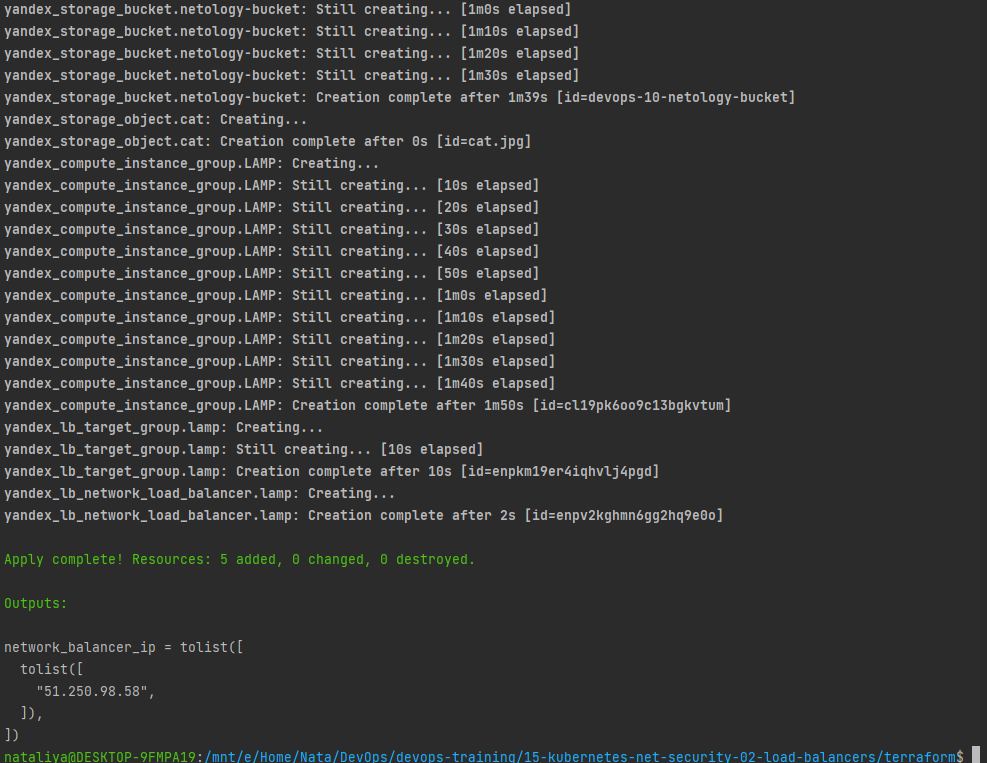 yandex_storage_bucket.netology-bucket: Still creating... [1m0s elapsed]
yandex_storage_bucket.netology-bucket: Still creating... [1m10s elapsed]
yandex_storage_bucket.netology-bucket: Still creating... [1m20s elapsed]
yandex_storage_bucket.netology-bucket: Still creating... [1m30s elapsed]
yandex_storage_bucket.netology-bucket: Creation complete after 1m39s [id=devops-10-netology-bucket]
yandex_storage_object.cat: Creating...
yandex_storage_object.cat: Creation complete after 0s [id=cat.jpg]
yandex_compute_instance_group.LAMP: Creating...
yandex_compute_instance_group.LAMP: Still creating... [10s elapsed]
yandex_compute_instance_group.LAMP: Still creating... [20s elapsed]
yandex_compute_instance_group.LAMP: Still creating... [30s elapsed]
yandex_compute_instance_group.LAMP: Still creating... [40s elapsed]
yandex_compute_instance_group.LAMP: Still creating... [50s elapsed]
yandex_compute_instance_group.LAMP: Still creating... [1m0s elapsed]
yandex_compute_instance_group.LAMP: Still creating... [1m10s elapsed]
yandex_compute_instance_group.LAMP: Still creating... [1m20s elapsed]
yandex_compute_instance_group.LAMP: Still creating... [1m30s elapsed]
yandex_compute_instance_group.LAMP: Still creating... [1m40s elapsed]
yandex_compute_instance_group.LAMP: Creation complete after 1m50s [id=cl19pk6oo9c13bgkvtum]
yandex_lb_target_group.lamp: Creating...
yandex_lb_target_group.lamp: Still creating... [10s elapsed]
yandex_lb_target_group.lamp: Creation complete after 10s [id=enpkm19er4iqhvlj4pgd]
yandex_lb_network_load_balancer.lamp: Creating...
yandex_lb_network_load_balancer.lamp: Creation complete after 2s [id=enpv2kghmn6gg2hq9e0o]
Apply complete! Resources: 5 added, 0 changed, 0 destroyed.
Outputs:
network_balancer_ip = tolist([
  tolist([
    "51.250.98.58",
  ]),
])
nataliya@DESKTOP-9FMPA19:/mnt/e/Home/Nata/DevOps/devops-training/15-kubernetes-net-security-02-load-balancers/terraform$